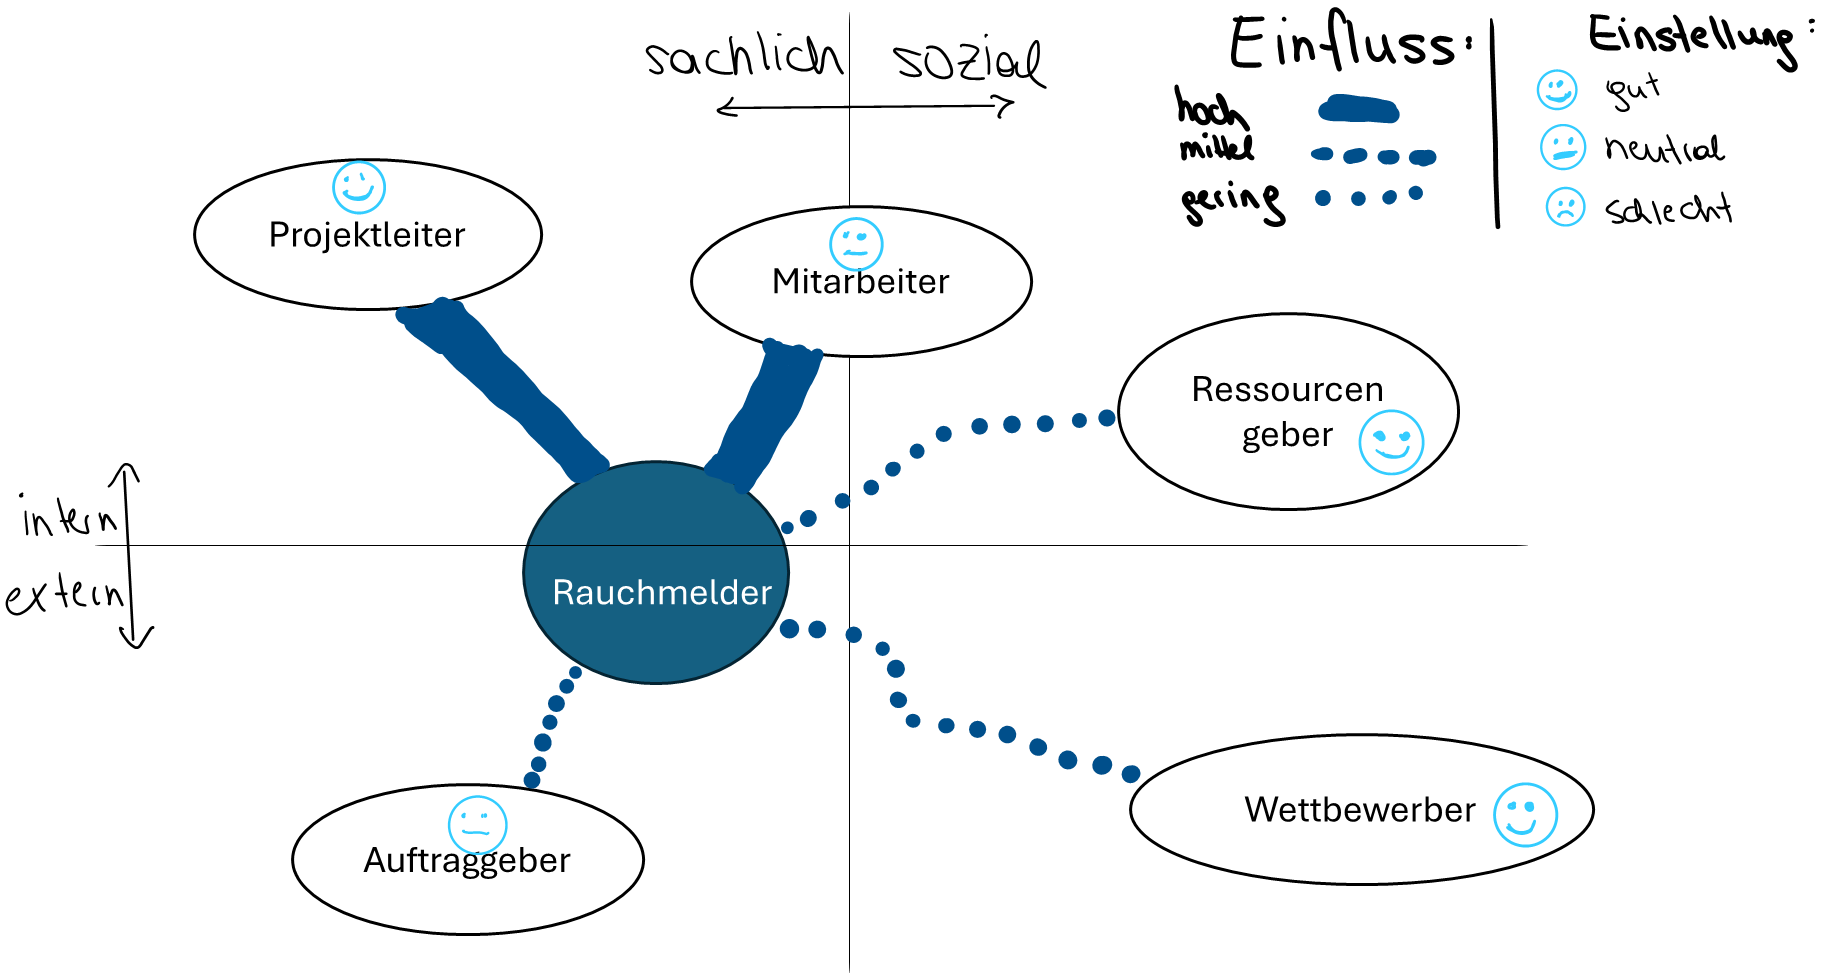 sachlich sozial
Einfluss:
hoch
mittel
gering
Einstellung:
gut
neutral
schlecht
Projektleiter
Mitarbeiter
Ressourcen
geber
intern
extern
Rauchmelder
Wettbewerber
Auftraggeber